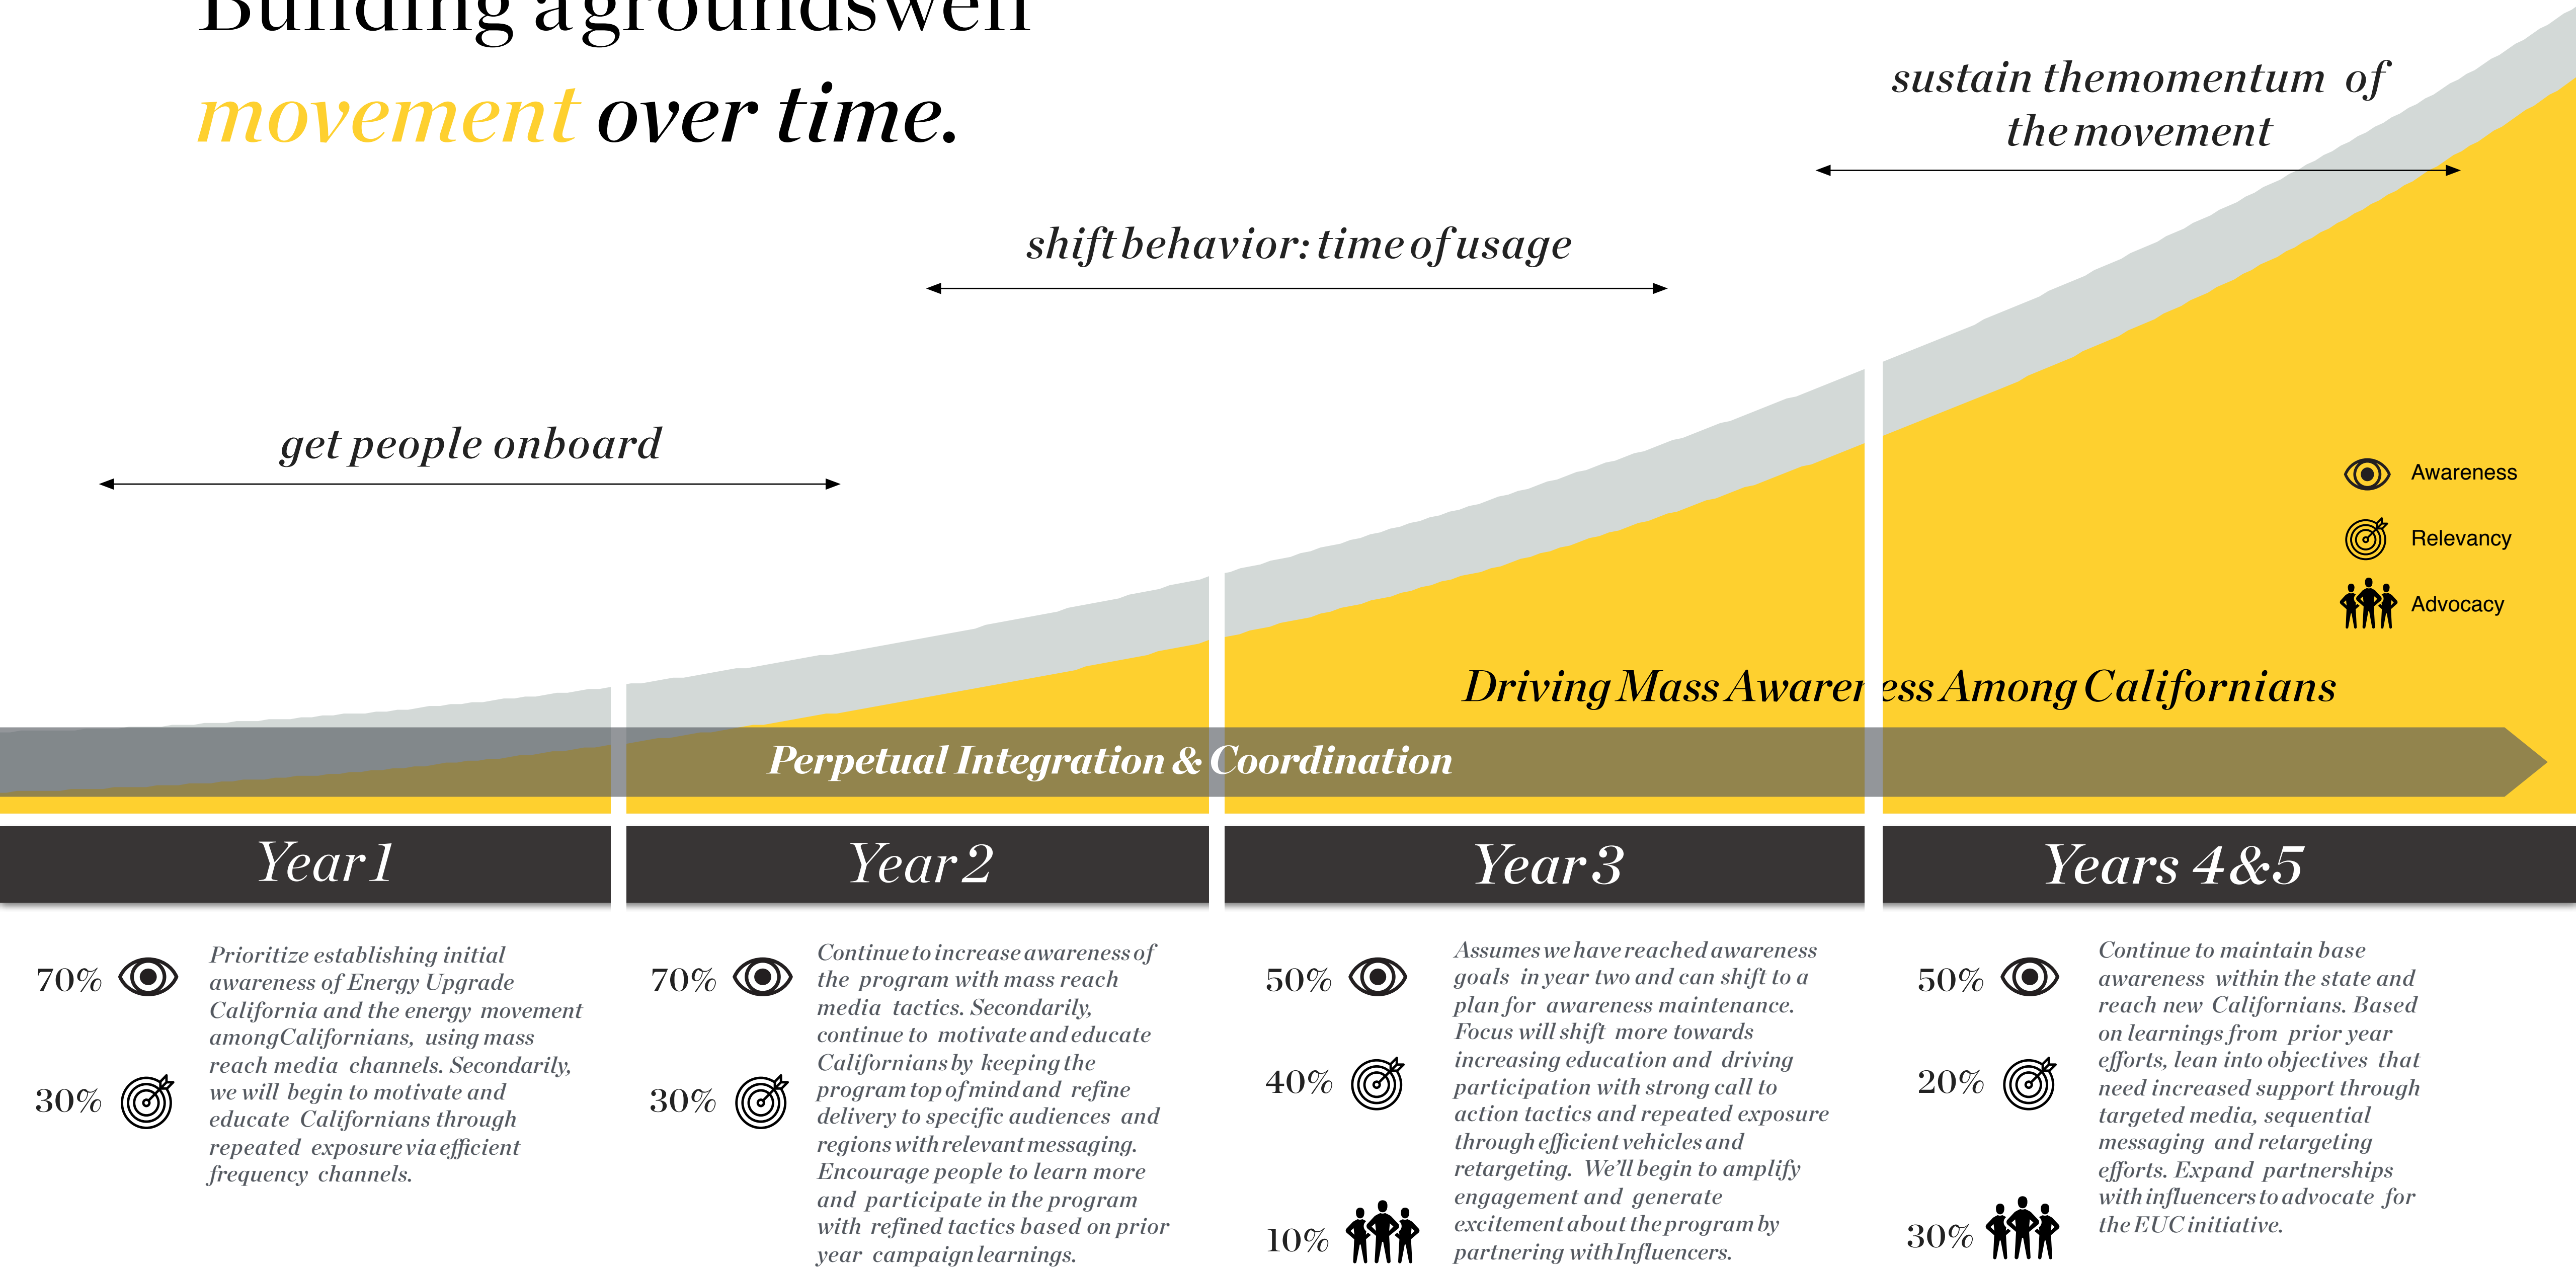 Building a groundswell
movement over time.
sustain themomentum of
the movement
shift behavior: time of usage
get people onboard
Awareness
Relevancy
Advocacy
Driving Mass Awareness Among Californians
Perpetual Integration & Coordination
Year 1
Year 2
Year 3
Years 4 & 5
70%
30%
Prioritize establishing initial
awareness of Energy Upgrade
California and the energy movement
amongCalifornians, using mass
reach media channels. Secondarily,
we will begin to motivate and
educate Californians through
repeated exposure via efficient
frequency channels.
70%
30%
Continue to increase awareness of
the program with mass reach
media tactics. Secondarily,
continue to motivate and educate
Californians by keeping the
program top of mind and refine
delivery to specific audiences and
regions with relevant messaging.
Encourage people to learn more
and participate in the program
with refined tactics based on prior
year campaign learnings.
50%
40%
10%
Assumes we have reached awareness
goals in year two and can shift to a
plan for awareness maintenance.
Focus will shift more towards
increasing education and driving
participation with strong call to
action tactics and repeated exposure
through efficient vehicles and
retargeting. We’ll begin to amplify
engagement and generate
excitement about the program by
partnering withInfluencers.
50%
20%
30%
Continue to maintain base
awareness within the state and
reach new Californians. Based
on learnings from prior year
efforts, lean into objectives that
need increased support through
targeted media, sequential
messaging and retargeting
efforts. Expand partnerships
with influencers to advocate for
the EUC initiative.